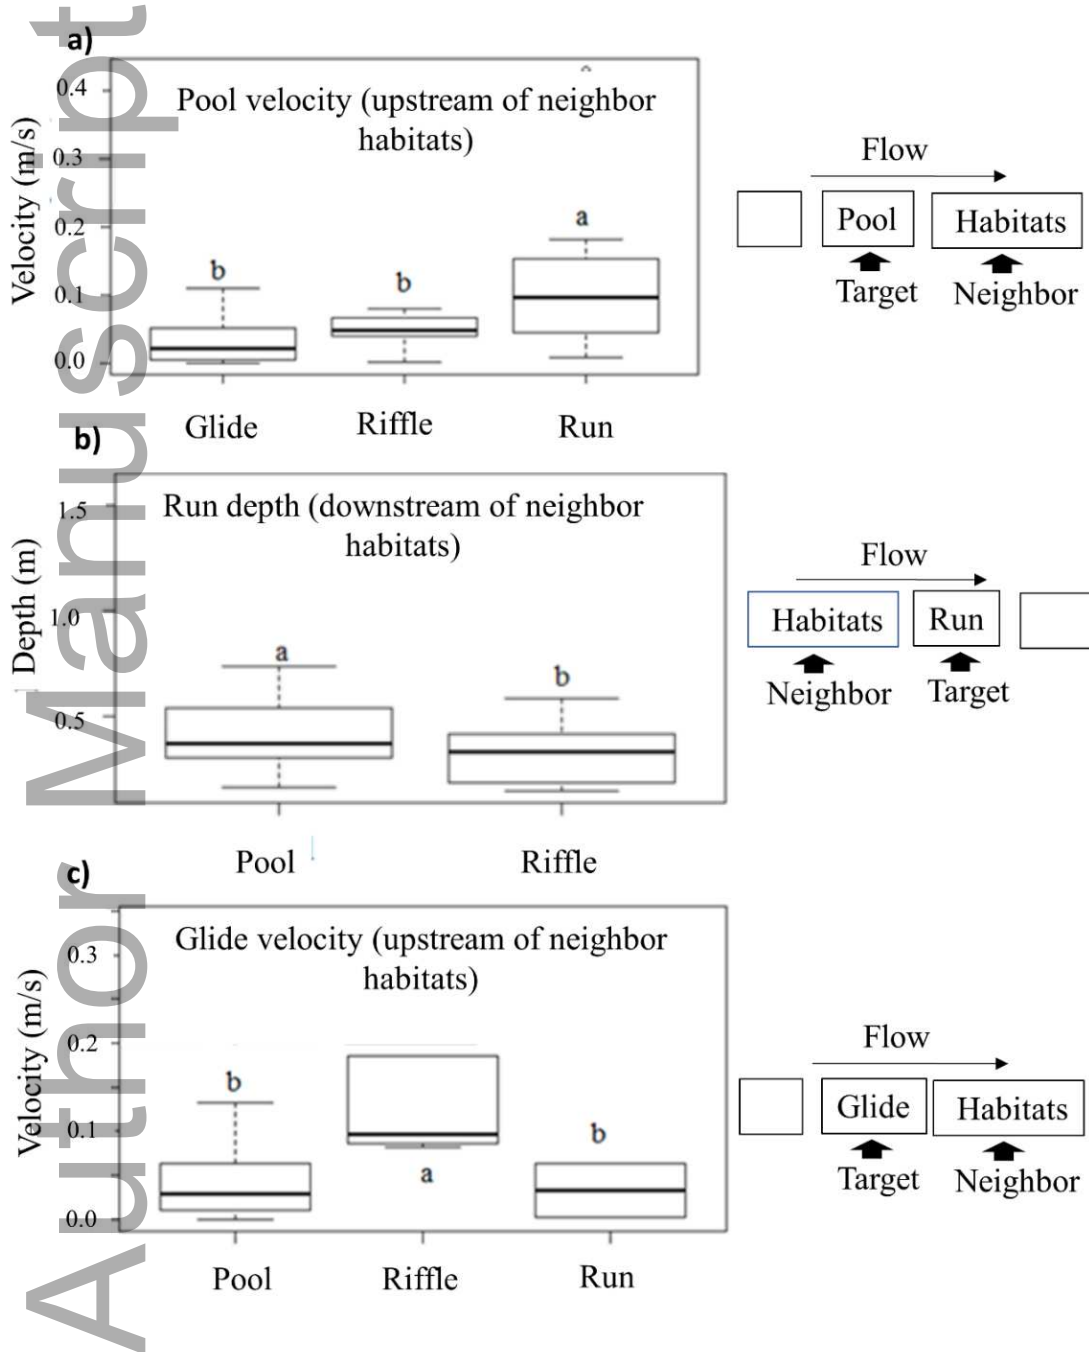 Author Manuscript
a)
Velocity (m/s)
0.4
0.3
0.2
0.1
0.0
Pool velocity (upstream of neighbor
habitats)
b
b
a
Glide Riffle Run
Flow
Pool Habitats
Target Neighbor
b)
Depth (m)
1.5
1.0
0.5
Run depth (downstream of neighbor
habitats)
a
b
Pool Riffle
Flow
Habitats Run
Neighbor Target
c)
Velocity (m/s)
0.3
0.2
0.1
0.0
Glide velocity (upstream of neighbor
habitats)
b
a
b
Pool Riffle Run
Flow
Glide Habitats
Target Neighbor